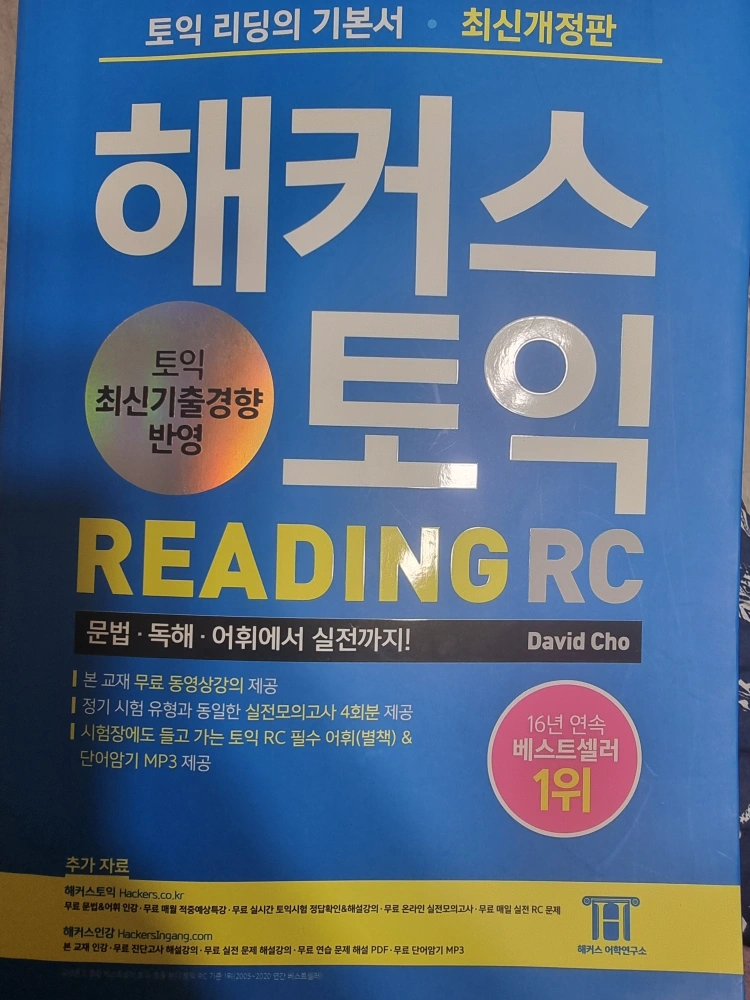 토익 리딩의 기본서 · 최신개정판
해커스
토익
토익
최신기출경향
반영
READING RC
문법 · 독해 · 어휘에서 실전까지! David Cho
본 교재 무료 동영상강의 제공
정기 시험 유형과 동일한 실전모의고사 4회분 제공
시험장에도 들고 가는 토익 RC 필수 어휘(별책) &
단어암기 MP3 제공
16년 연속
베스트셀러
1위
추가 자료
해커스토익 Hackers.co.kr
무료 문법&어휘 인강 · 무료 매월 적중예상특강 · 무료 실시간 토익시험 정답확인&해설강의 · 무료 온라인 실전모의고사 · 무료 매일 실전 RC 문제
해커스인강 HackersIngang.com
본 교재 인강 · 무료 진단고사 해설강의 · 무료 실전 문제 해설강의 · 무료 연습 문제 해설 PDF · 무료 단어암기 MP3
해커스 어학연구소